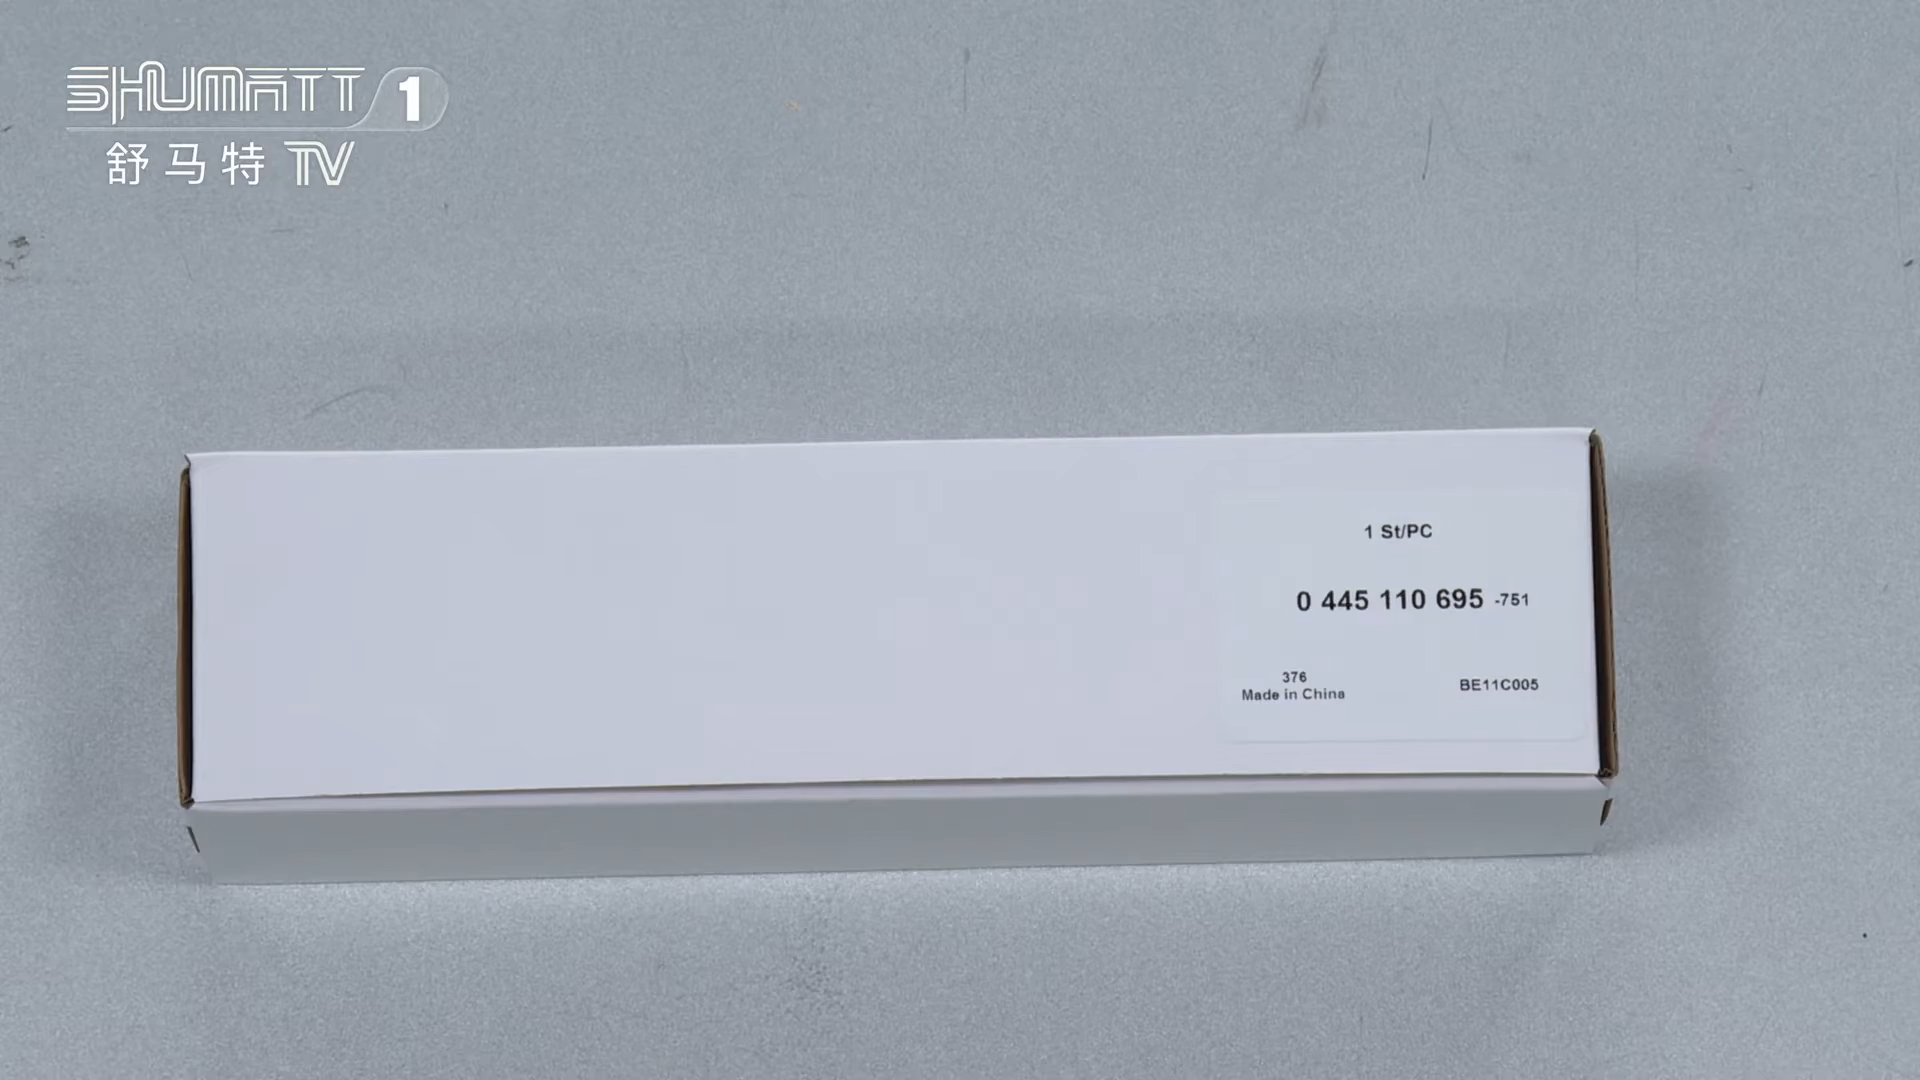 SHUMATT 1
舒马特 TV
1 St/PC
0 445 110 695 -751
376
Made in China
BE11C005